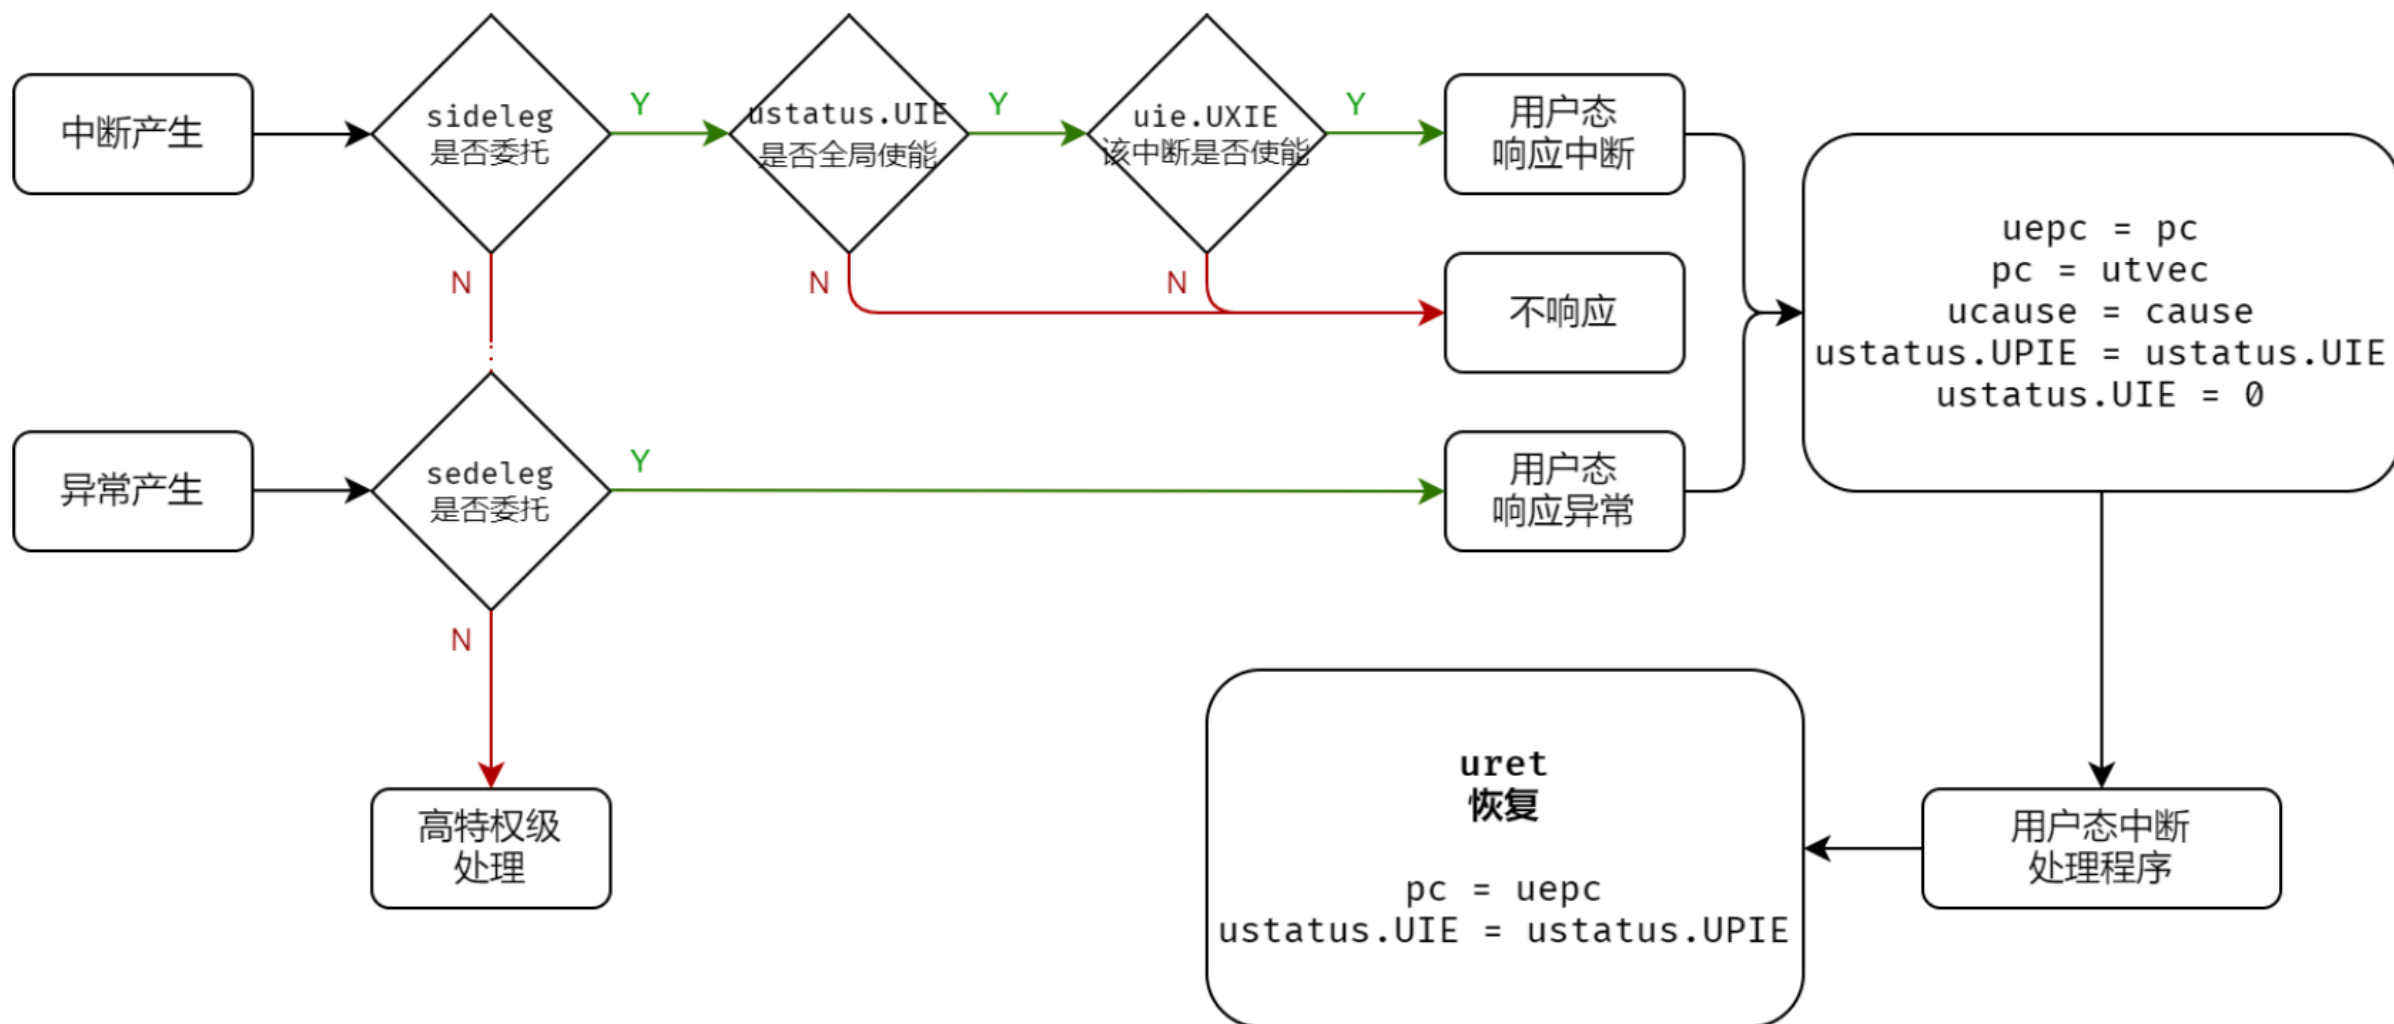 中断产生
sideleg
是否委托
Y
N
ustatus.UIE
是否全局使能
Y
N
uie.UXIE
该中断是否使能
Y
N
用户态
响应中断
不响应
异常产生
sedeleg
是否委托
Y
N
用户态
响应异常
高特权级
处理
uepc = pc
pc = utvec
ucause = cause
ustatus.UPIE = ustatus.UIE
ustatus.UIE = 0
用户态中断
处理程序
uret
恢复
pc = uepc
ustatus.UIE = ustatus.UPIE